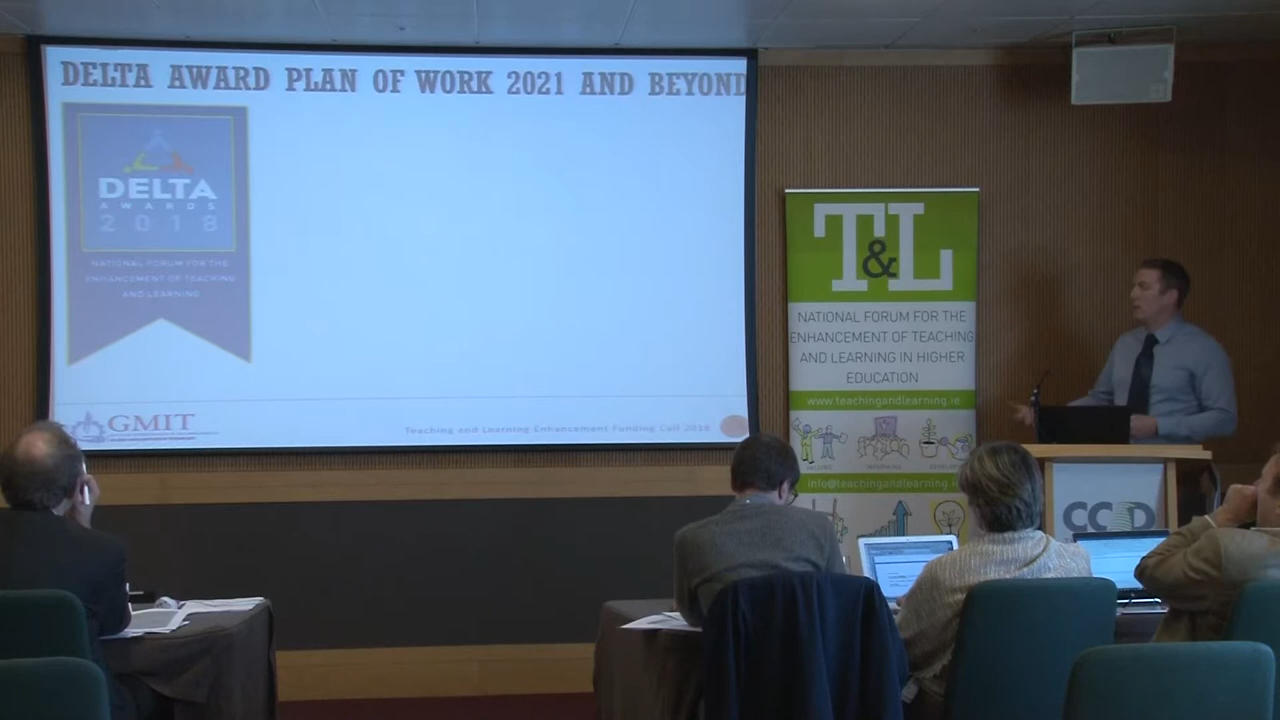 DELTA AWARD PLAN OF WORK 2021 AND BEYOND
DELTA
AWARDS
2018
NATIONAL FORUM FOR THE
ENHANCEMENT OF TEACHING
AND LEARNING
GMIT
Teaching and Learning Enhancement Funding Call 2018
T&L
NATIONAL FORUM FOR THE
ENHANCEMENT OF TEACHING
AND LEARNING IN HIGHER
EDUCATION
www.teachingandlearning.ie
info@teachingandlearning.ie